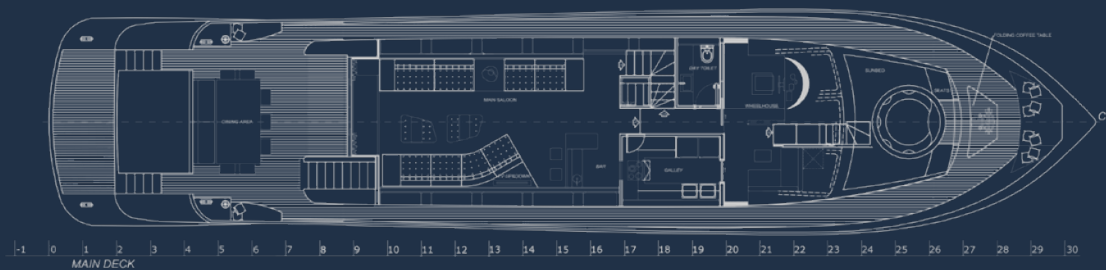 FOLDING COFFEE TABLE
DAY TOILET
SUNBED
SEATS
MAIN SALOON
WHEELHOUSE
DINING AREA
BAR
GALLEY
C
-1 0 1 2 3 4 5 6 7 8 9 10 11 12 13 14 15 16 17 18 19 20 21 22 23 24 25 26 27 28 29 30
MAIN DECK